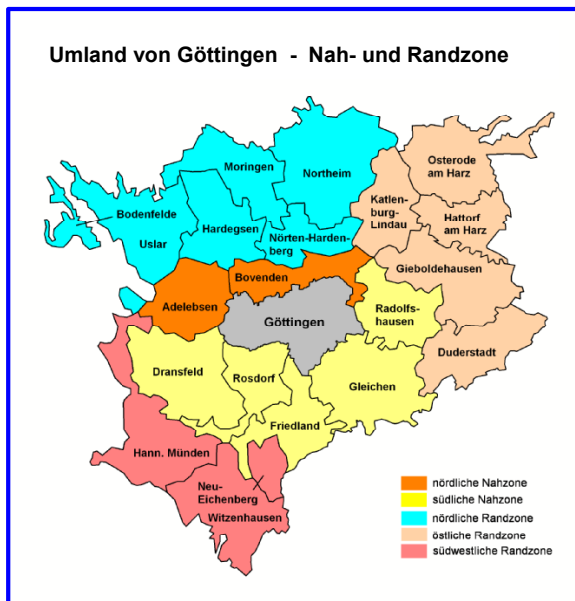 Umland von Göttingen - Nah- und Randzone
Moringen
Northeim
Osterode
am Harz
Katlen-
burg-
Lindau
Hattorf
am Harz
Bodenfelde
Uslar
Hardegsen
Nörten-Harden-
berg
Gieboldehausen
Bovenden
Adelebsen
Göttingen
Radolfs-
hausen
Duderstadt
Dransfeld
Rosdorf
Gleichen
Friedland
Hann. Münden
Neu-
Eichenberg
Witzenhausen
nördliche Nahzone
südliche Nahzone
nördliche Randzone
östliche Randzone
südwestliche Randzone